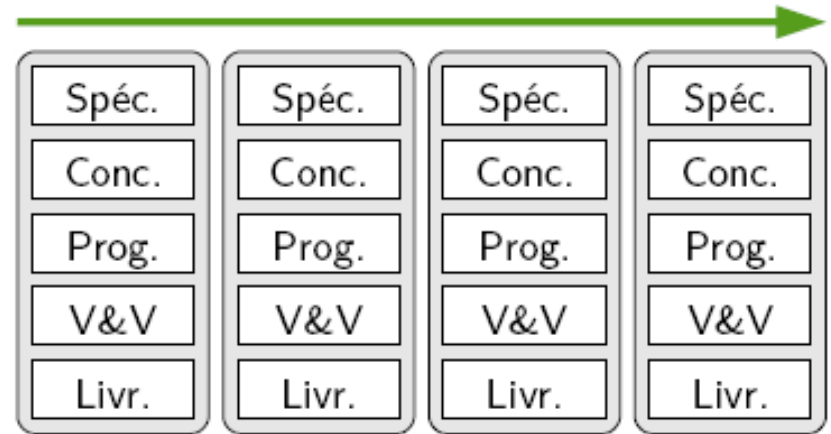 Spéc. Spéc. Spéc. Spéc.
Conc. Conc. Conc. Conc.
Prog. Prog. Prog. Prog.
V&V V&V V&V V&V
Livr. Livr. Livr. Livr.